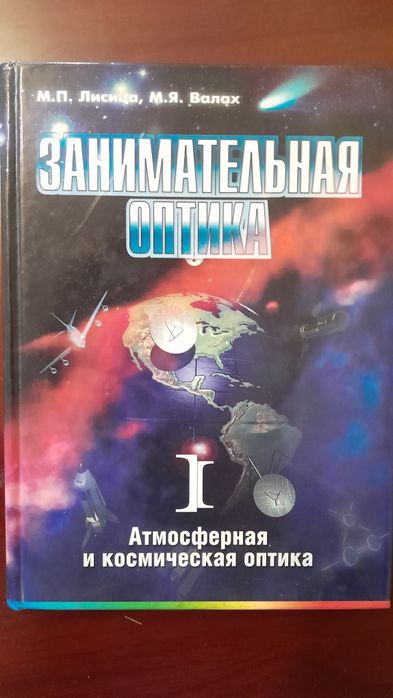 М.П. Лисица, М.Я. Валах
ЗАНИМАТЕЛЬНАЯ
ОПТИКА
I
Атмосферная
и космическая оптика